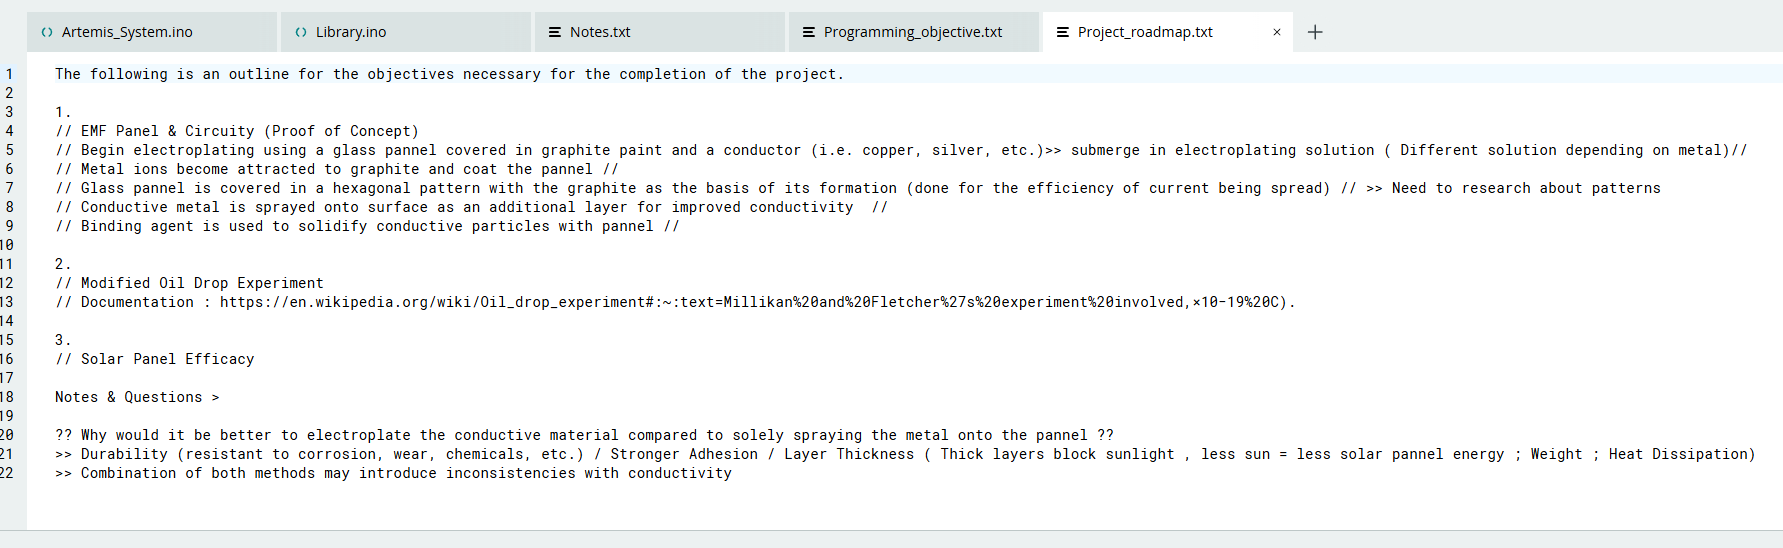 Artemis_System.ino
Library.ino
Notes.txt
Programming_objective.txt
Project_roadmap.txt
1 The following is an outline for the objectives necessary for the completion of the project.
2
3 1.
4 // EMF Panel & Circuity (Proof of Concept)
5 // Begin electroplating using a glass pannel covered in graphite paint and a conductor (i.e. copper, silver, etc.)>> submerge in electroplating solution ( Different solution depending on metal)//
6 // Metal ions become attracted to graphite and coat the pannel //
7 // Glass pannel is covered in a hexagonal pattern with the graphite as the basis of its formation (done for the efficiency of current being spread) // >> Need to research about patterns
8 // Conductive metal is sprayed onto surface as an additional layer for improved conductivity  //
9 // Binding agent is used to solidify conductive particles with pannel //
10
11 2.
12 // Modified Oil Drop Experiment
13 // Documentation : https://en.wikipedia.org/wiki/Oil_drop_experiment#:~:text=Millikan%20and%20Fletcher%27s%20experiment%20involved,×10-19%20C).
14
15 3.
16 // Solar Panel Efficacy
17
18 Notes & Questions >
19
20 ?? Why would it be better to electroplate the conductive material compared to solely spraying the metal onto the pannel ??
21 >> Durability (resistant to corrosion, wear, chemicals, etc.) / Stronger Adhesion / Layer Thickness ( Thick layers block sunlight , less sun = less solar pannel energy ; Weight ; Heat Dissipation)
22 >> Combination of both methods may introduce inconsistencies with conductivity